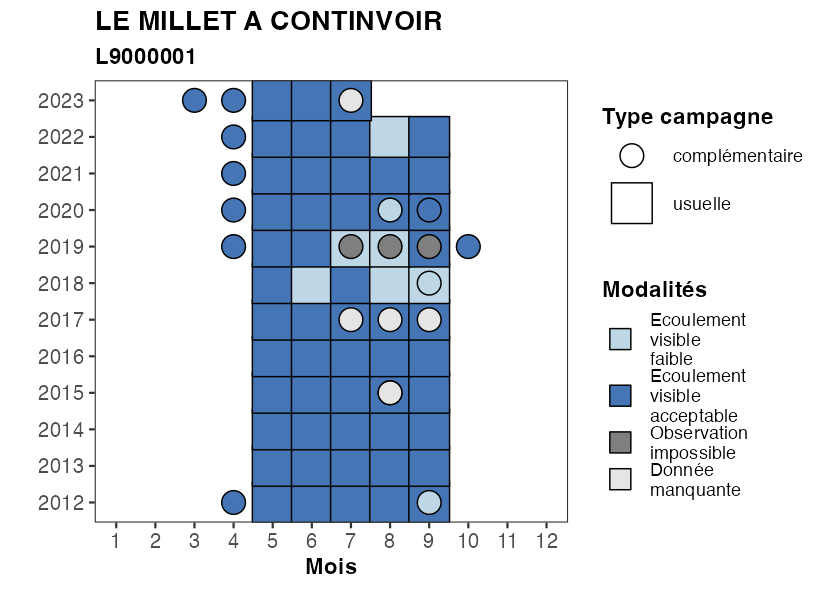 LE MILLET A CONTINVOIR
L9000001
2023
2022
2021
2020
2019
2018
2017
2016
2015
2014
2013
2012
1 2 3 4 5 6 7 8 9 10 11 12
Mois
Type campagne
complémentaire
usuelle
Modalités
Ecoulement
visible
faible
Ecoulement
visible
acceptable
Observation
impossible
Donnée
manquante